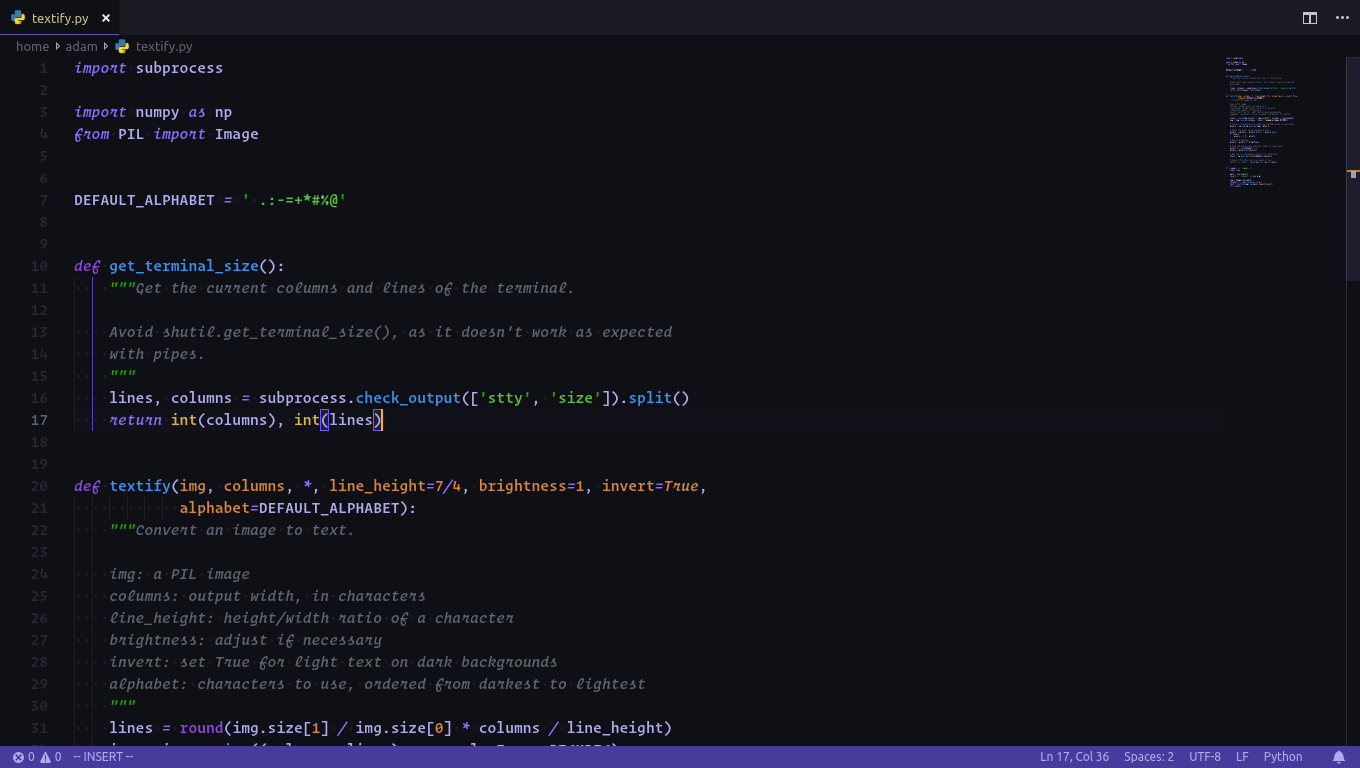 textify.py ×
home adam textify.py
1 import subprocess
2
3 import numpy as np
4 from PIL import Image
5
6
7 DEFAULT_ALPHABET = ' .:-=+*#%@'
8
9
10 def get_terminal_size():
11 """Get the current columns and lines of the terminal.
12
13 Avoid shutil.get_terminal_size(), as it doesn't work as expected
14 with pipes.
15 """
16 lines, columns = subprocess.check_output(['stty', 'size']).split()
17 return int(columns), int(lines)
18
19
20 def textify(img, columns, *, line_height=7/4, brightness=1, invert=True,
21 alphabet=DEFAULT_ALPHABET):
22 """Convert an image to text.
23
24 img: a PIL image
25 columns: output width, in characters
26 line_height: height/width ratio of a character
27 brightness: adjust if necessary
28 invert: set True for light text on dark backgrounds
29 alphabet: characters to use, ordered from darkest to lightest
30 """
31 lines = round(img.size[1] / img.size[0] * columns / line_height)
0 0 -- INSERT -- Ln 17, Col 36 Spaces: 2 UTF-8 LF Python